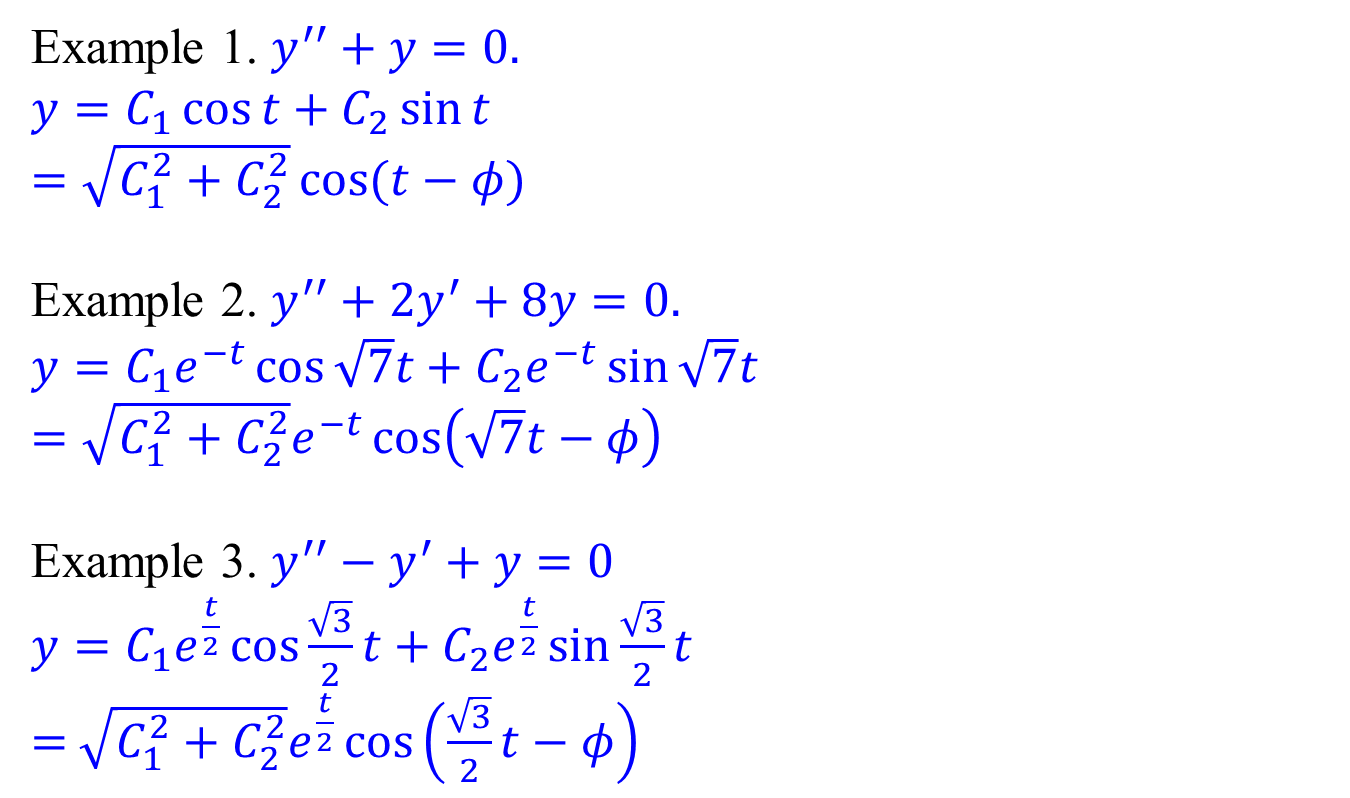 Example 1. y′′ + y = 0.
y = C₁ cos t + C₂ sin t
= √(C₁² + C₂²) cos(t − ϕ)
Example 2. y′′ + 2y′ + 8y = 0.
y = C₁e^(−t) cos √7t + C₂e^(−t) sin √7t
= √(C₁² + C₂²)e^(−t) cos(√7t − ϕ)
Example 3. y′′ − y′ + y = 0
y = C₁e^(t/2) cos (√3/2)t + C₂e^(t/2) sin (√3/2)t
= √(C₁² + C₂²)e^(t/2) cos((√3/2)t − ϕ)